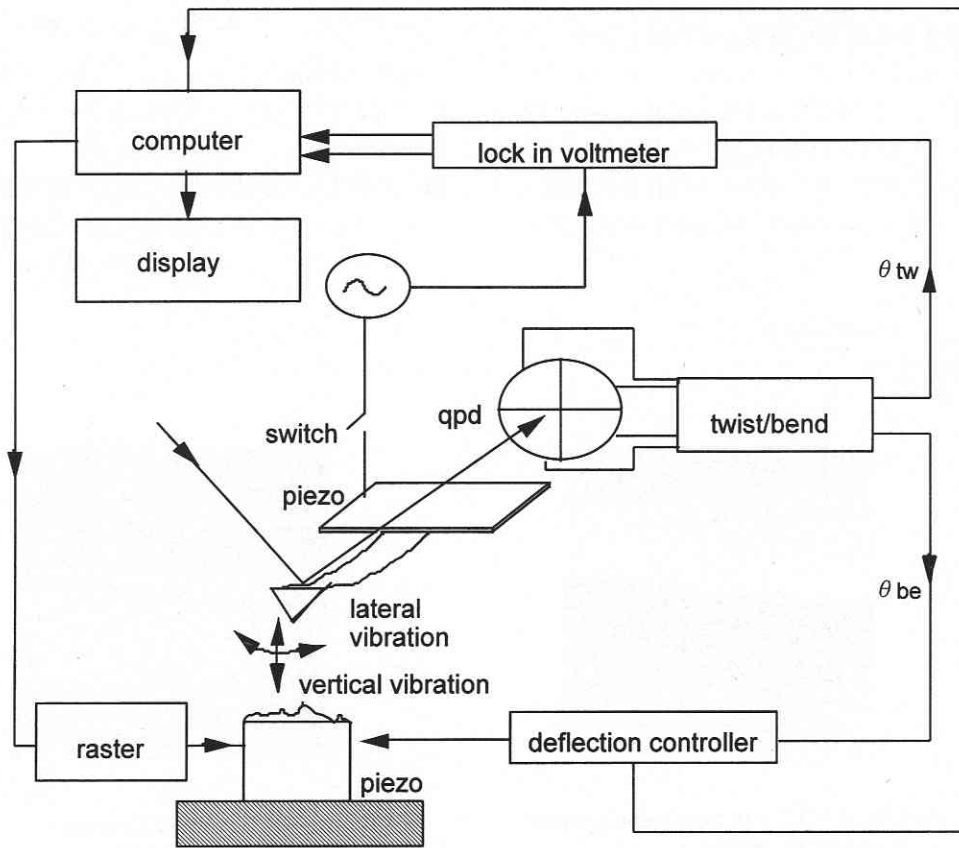 computer
lock in voltmeter
display
θ tw
switch
qpd
twist/bend
piezo
θ be
lateral
vibration
vertical vibration
raster
deflection controller
piezo